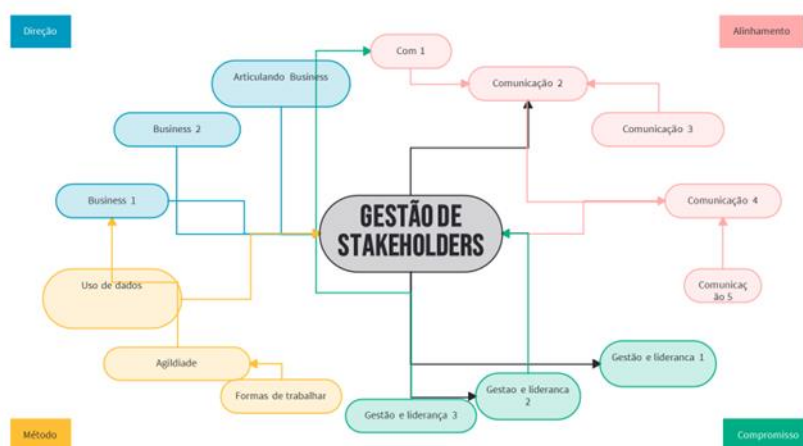 Direção
Alinhamento
Com 1
Articulando Business
Comunicação 2
Business 2
Comunicação 3
Business 1
Comunicação 4
GESTÃO DE
STAKEHOLDERS
Uso de dados
Comunicaç
ão 5
Agildiade
Gestão e lideranca 1
Formas de trabalhar
Gestao e lideranca
2
Gestão e liderança 3
Método
Compromisso